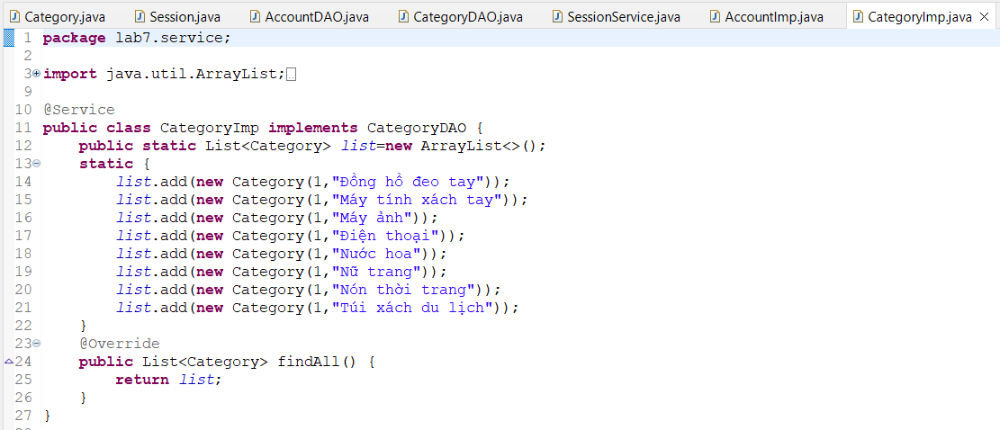 Category.java Session.java AccountDAO.java CategoryDAO.java SessionService.java AccountImp.java CategoryImp.java
1 package lab7.service;
2
3 import java.util.ArrayList;
9
10 @Service
11 public class CategoryImp implements CategoryDAO {
12 public static List<Category> list=new ArrayList<>();
13 static {
14 list.add(new Category(1,"Đồng hồ đeo tay"));
15 list.add(new Category(1,"Máy tính xách tay"));
16 list.add(new Category(1,"Máy ảnh"));
17 list.add(new Category(1,"Điện thoại"));
18 list.add(new Category(1,"Nước hoa"));
19 list.add(new Category(1,"Nữ trang"));
20 list.add(new Category(1,"Nón thời trang"));
21 list.add(new Category(1,"Túi xách du lịch"));
22 }
23 @Override
24 public List<Category> findAll() {
25 return list;
26 }
27 }